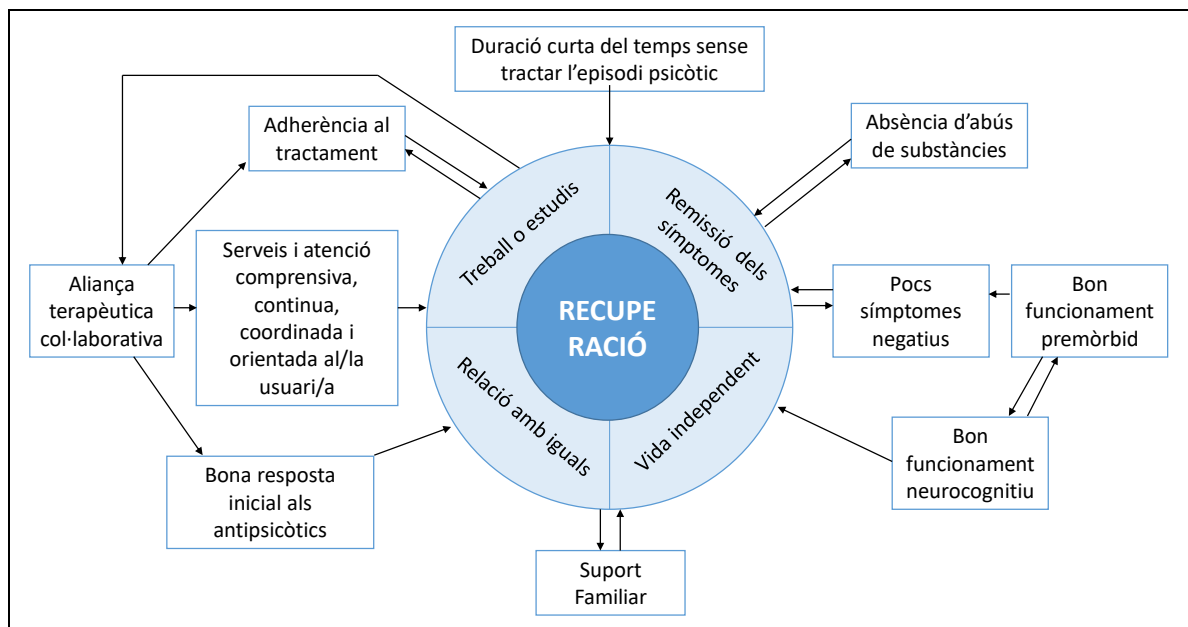 Duració curta del temps sense
tractar l’episodi psicòtic
Adherència al
tractament
Absència d’abús
de substàncies
Treball o estudis
Remissió dels
símptomes
Serveis i atenció
comprensiva,
continua,
coordinada i
orientada al/la
usuari/a
Aliança
terapèutica
col·laborativa
RECUPE
RACIÓ
Pocs
símptomes
negatius
Bon
funcionament
premòrbid
Relació amb iguals
Vida independent
Bon
funcionament
neurocognitiu
Bona resposta
inicial als
antipsicòtics
Suport
Familiar